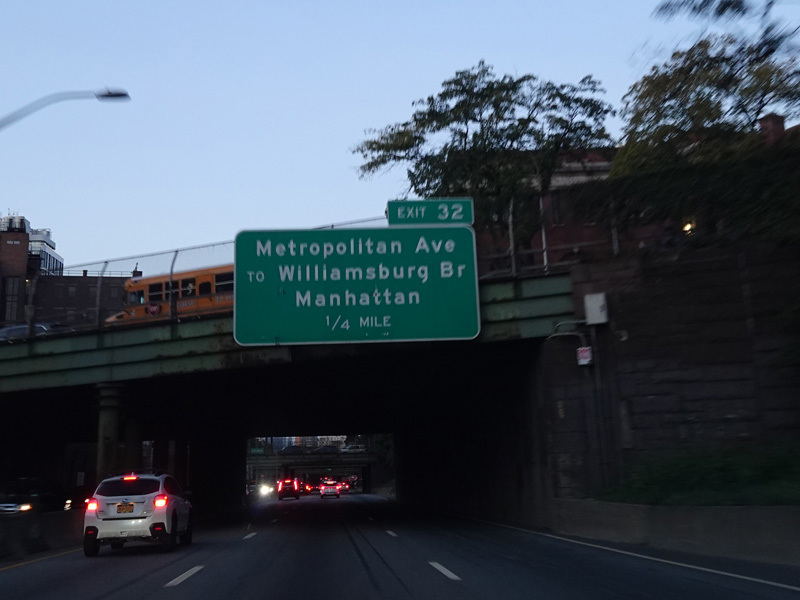 EXIT 32
Metropolitan Ave
TO Williamsburg Br
Manhattan
1/4 MILE